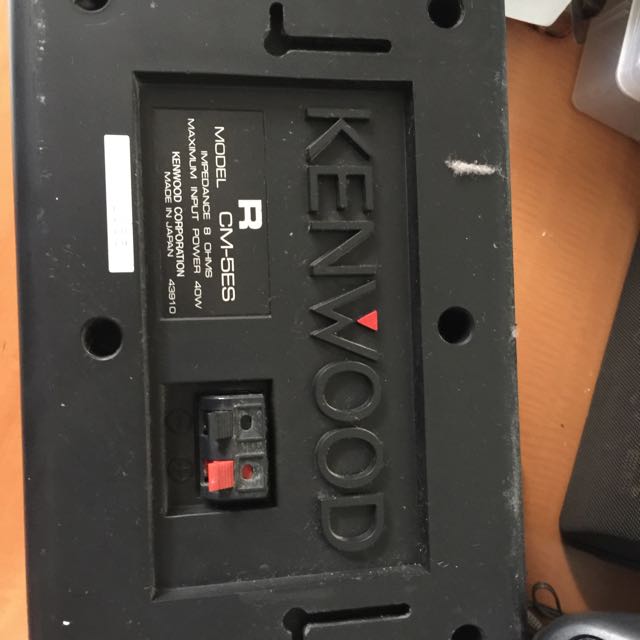 KENWOOD
R
MODEL CM-5ES
IMPEDANCE 8 OHMS
MAXIMUM INPUT POWER 40W
KENWOOD CORPORATION
MADE IN JAPAN 43910